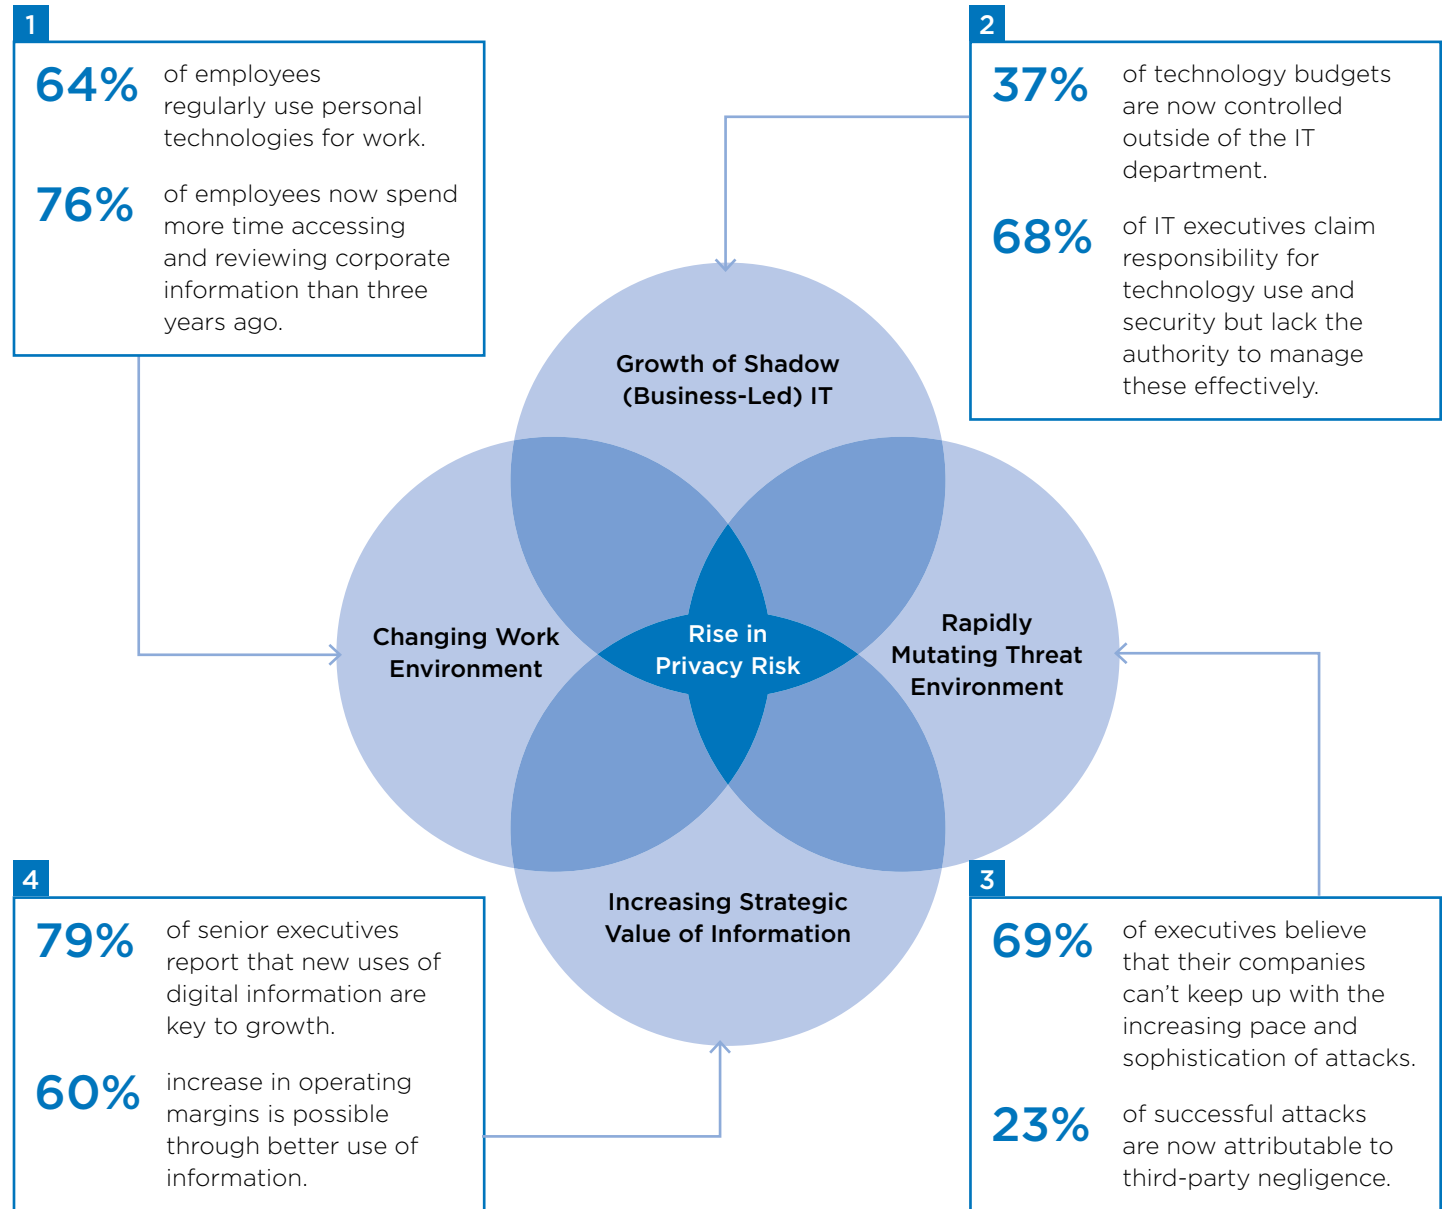 1
64%
of employees
regularly use personal
technologies for work.
76%
of employees now spend
more time accessing
and reviewing corporate
information than three
years ago.
2
37%
of technology budgets
are now controlled
outside of the IT
department.
68%
of IT executives claim
responsibility for
technology use and
security but lack the
authority to manage
these effectively.
Growth of Shadow
(Business-Led) IT
Changing Work
Environment
Rise in
Privacy Risk
Rapidly
Mutating Threat
Environment
Increasing Strategic
Value of Information
4
79%
of senior executives
report that new uses of
digital information are
key to growth.
60%
increase in operating
margins is possible
through better use of
information.
3
69%
of executives believe
that their companies
can’t keep up with the
increasing pace and
sophistication of attacks.
23%
of successful attacks
are now attributable to
third-party negligence.